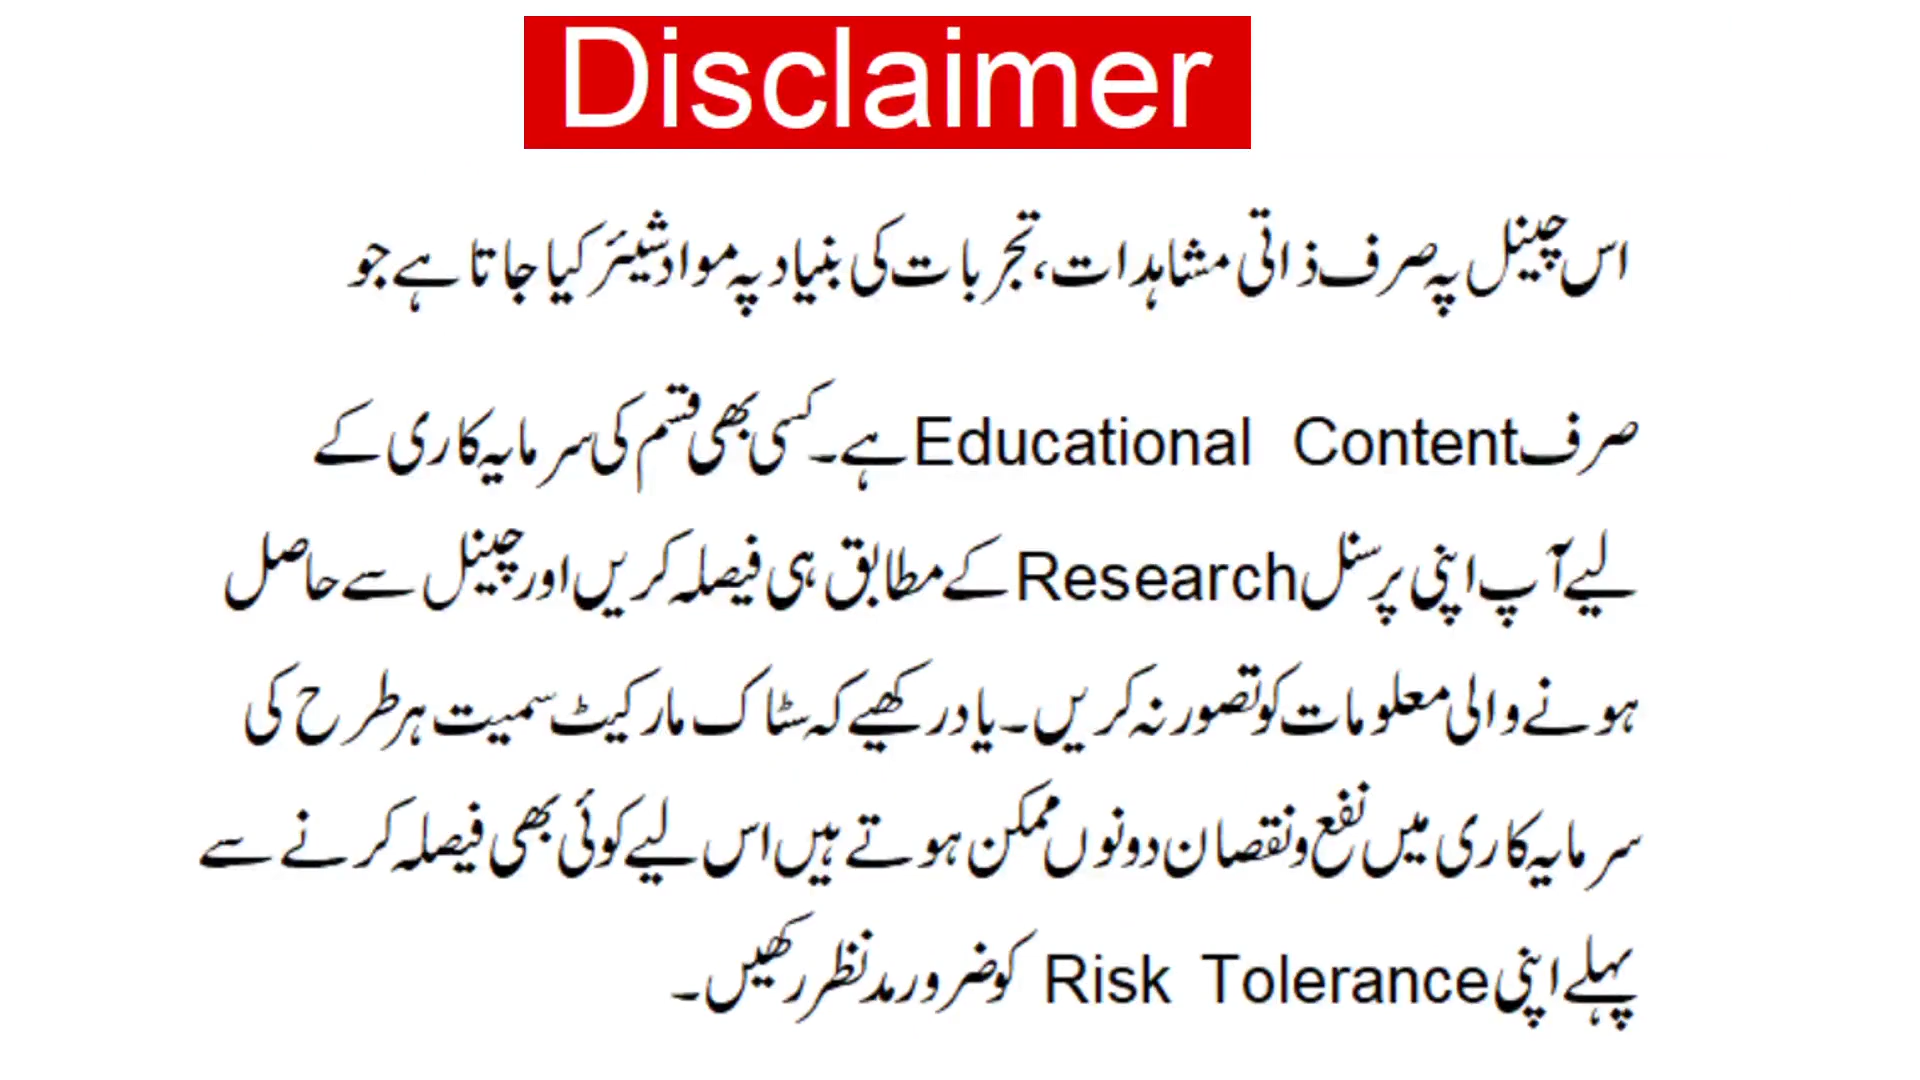 Disclaimer
اس چینل پہ صرف ذاتی مشاہدات، تجربات کی بنیاد پہ مواد شیئر کیا جاتا ہے جو
صرف Educational Content ہے۔ کسی بھی قسم کی سرمایہ کاری کے
لیے آپ اپنی پرسنل Research کے مطابق ہی فیصلہ کریں اور چینل سے حاصل
ہونے والی معلومات کو تصور نہ کریں۔ یاد رکھیے کہ سٹاک مارکیٹ سمیت ہر طرح کی
سرمایہ کاری میں نفع و نقصان دونوں ممکن ہوتے ہیں اس لیے کوئی بھی فیصلہ کرنے سے
پہلے اپنی Risk Tolerance کو ضرور مدنظر رکھیں۔